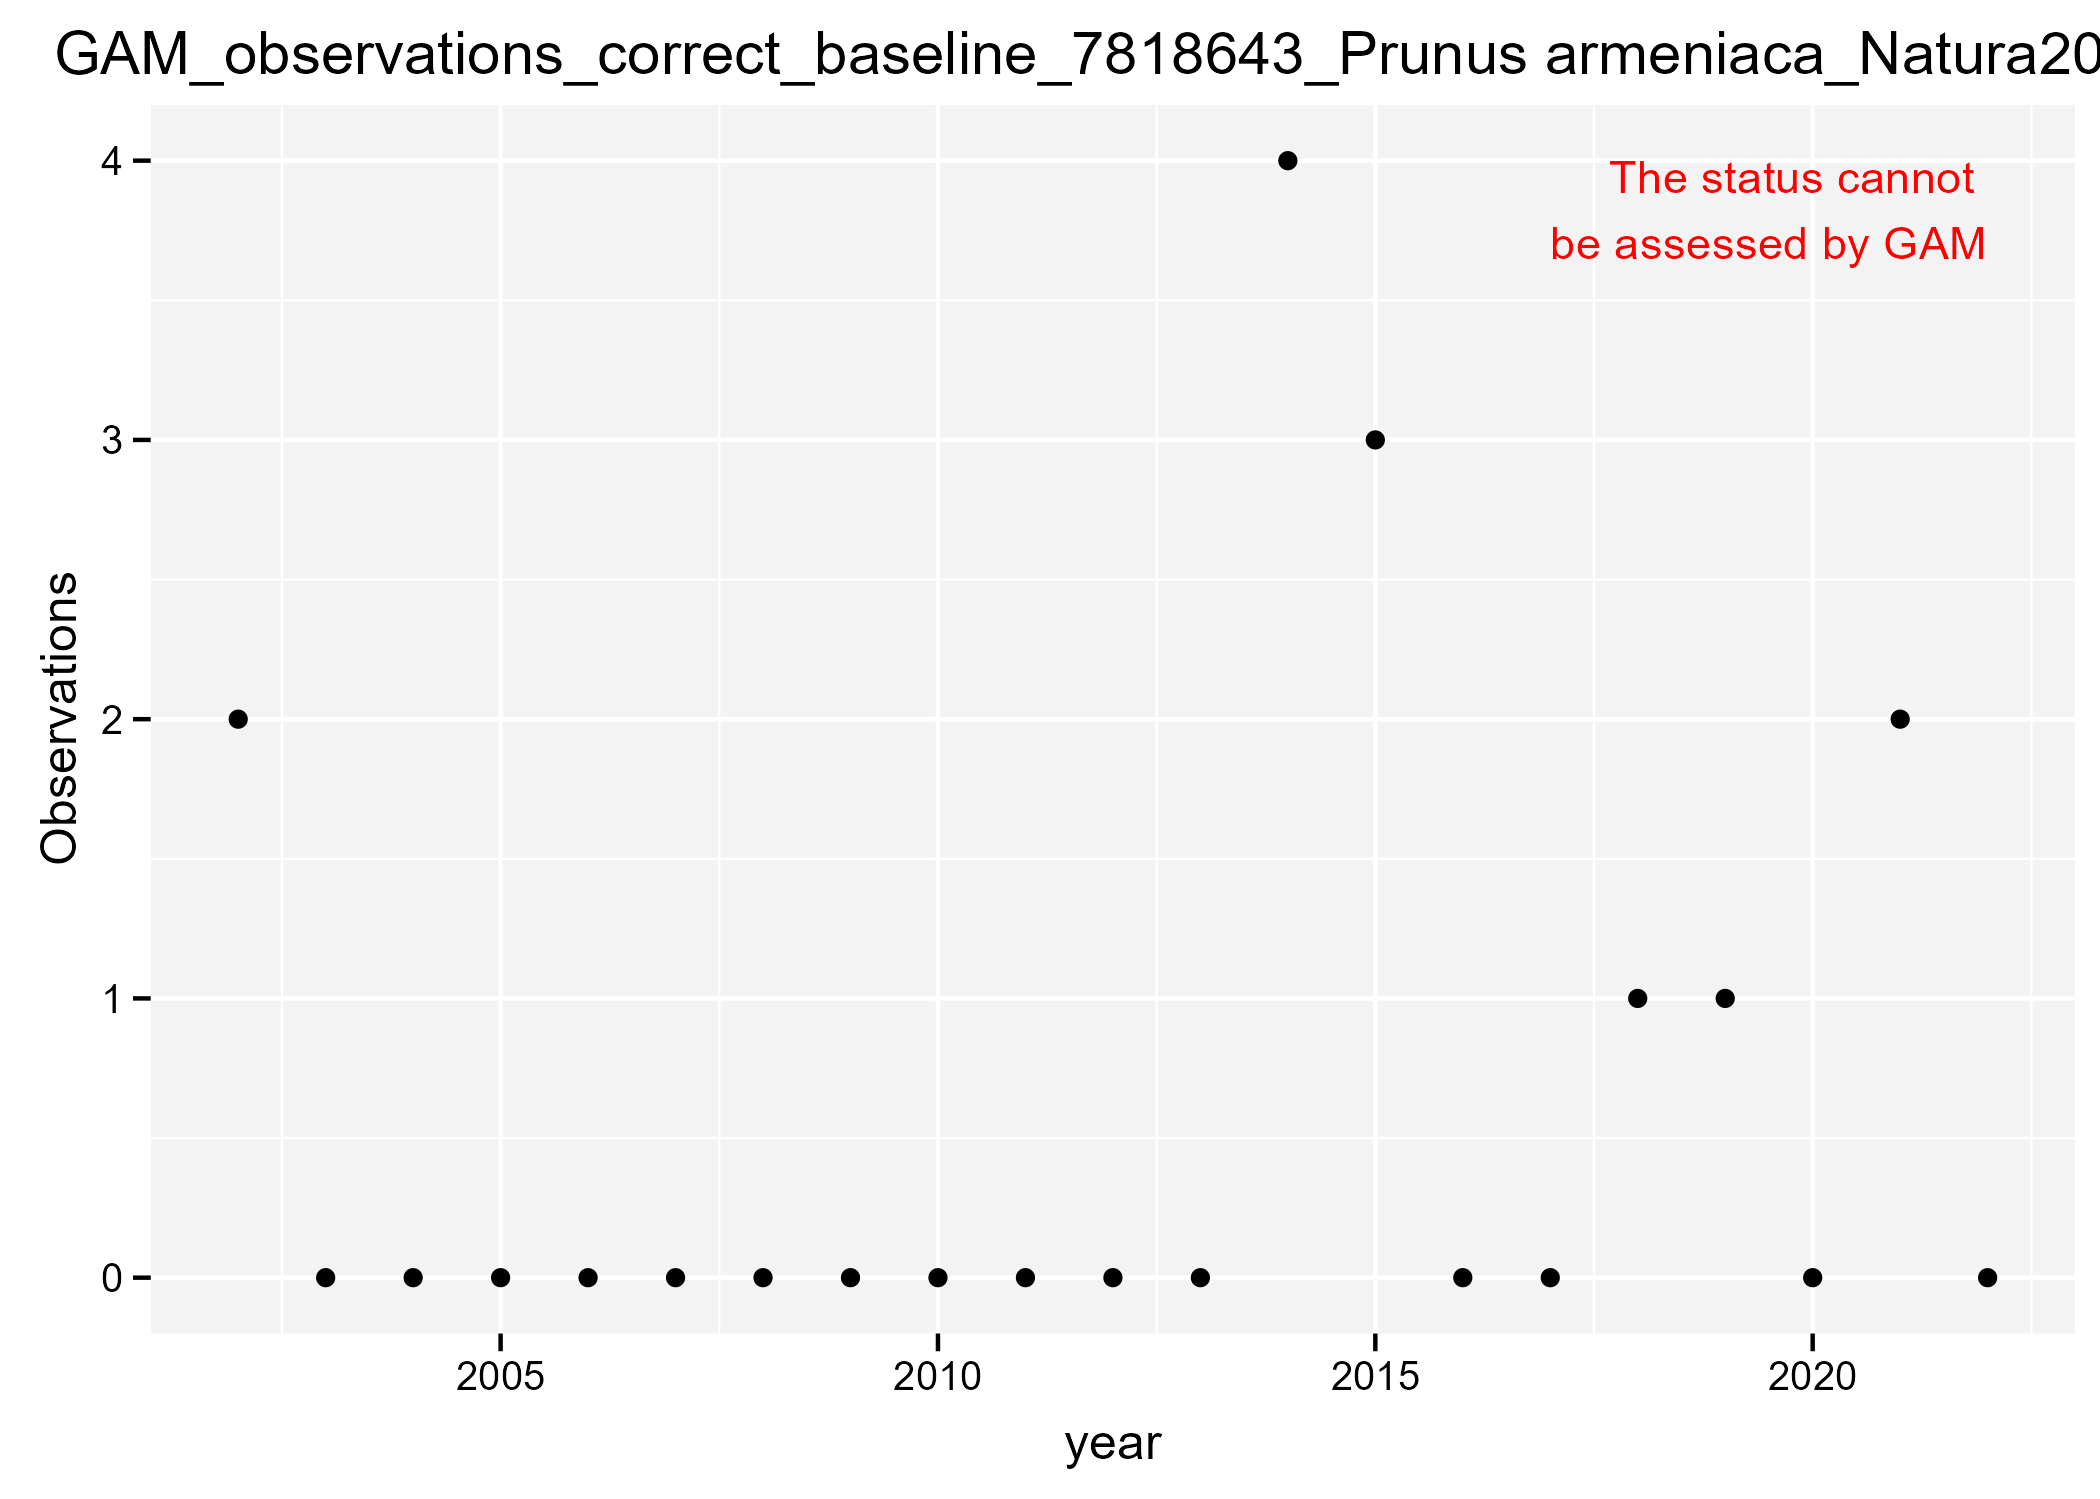 GAM_observations_correct_baseline_7818643_Prunus armeniaca_Natura20
The status cannot
be assessed by GAM
Observations
4
3
2
1
0
2005 2010 2015 2020
year